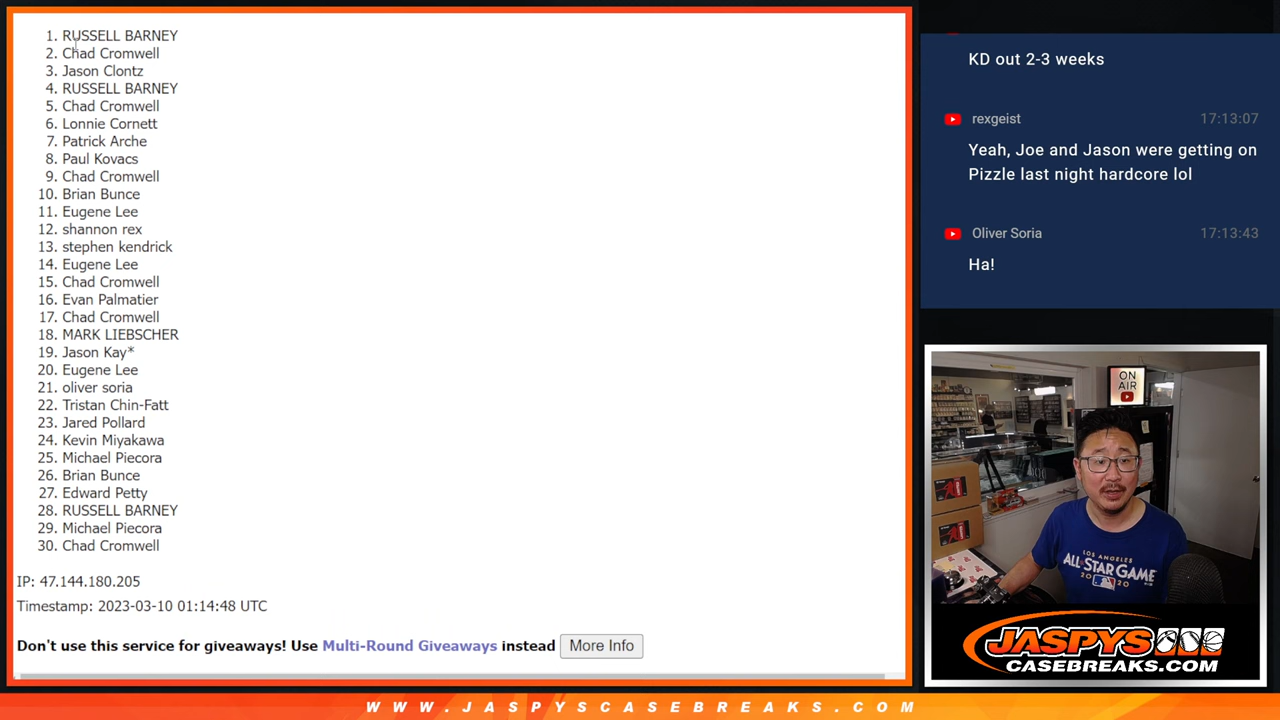 1. RUSSELL BARNEY
2. Chad Cromwell
3. Jason Clontz
4. RUSSELL BARNEY
5. Chad Cromwell
6. Lonnie Cornett
7. Patrick Arche
8. Paul Kovacs
9. Chad Cromwell
10. Brian Bunce
11. Eugene Lee
12. shannon rex
13. stephen kendrick
14. Eugene Lee
15. Chad Cromwell
16. Evan Palmatier
17. Chad Cromwell
18. MARK LIEBSCHER
19. Jason Kay*
20. Eugene Lee
21. oliver soria
22. Tristan Chin-Fatt
23. Jared Pollard
24. Kevin Miyakawa
25. Michael Piecora
26. Brian Bunce
27. Edward Petty
28. RUSSELL BARNEY
29. Michael Piecora
30. Chad Cromwell
IP: 47.144.180.205
Timestamp: 2023-03-10 01:14:48 UTC
Don't use this service for giveaways! Use Multi-Round Giveaways instead More Info
KD out 2-3 weeks
rexgeist 17:13:07
Yeah, Joe and Jason were getting on
Pizzle last night hardcore lol
Oliver Soria 17:13:43
Ha!
ON
AIR
LOS ANGELES
ALL STAR GAME
JASPYS
CASEBREAKS.COM
WWW.JASPYSCASEBREAKS.COM